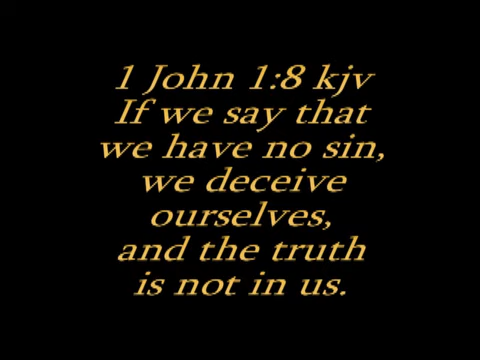 1 John 1:8 kjv
If we say that
we have no sin,
we deceive
ourselves,
and the truth
is not in us.